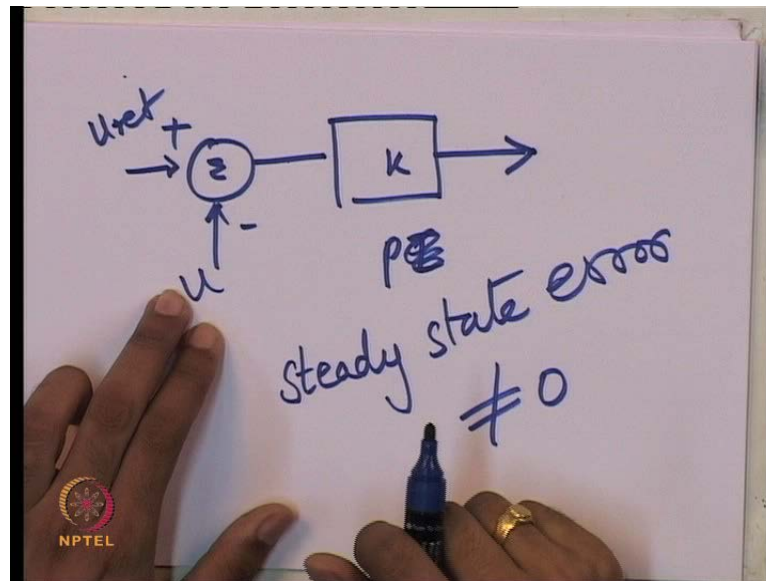 uref +
Σ
K
-
u
P
steady state error
≠ 0
NPTEL